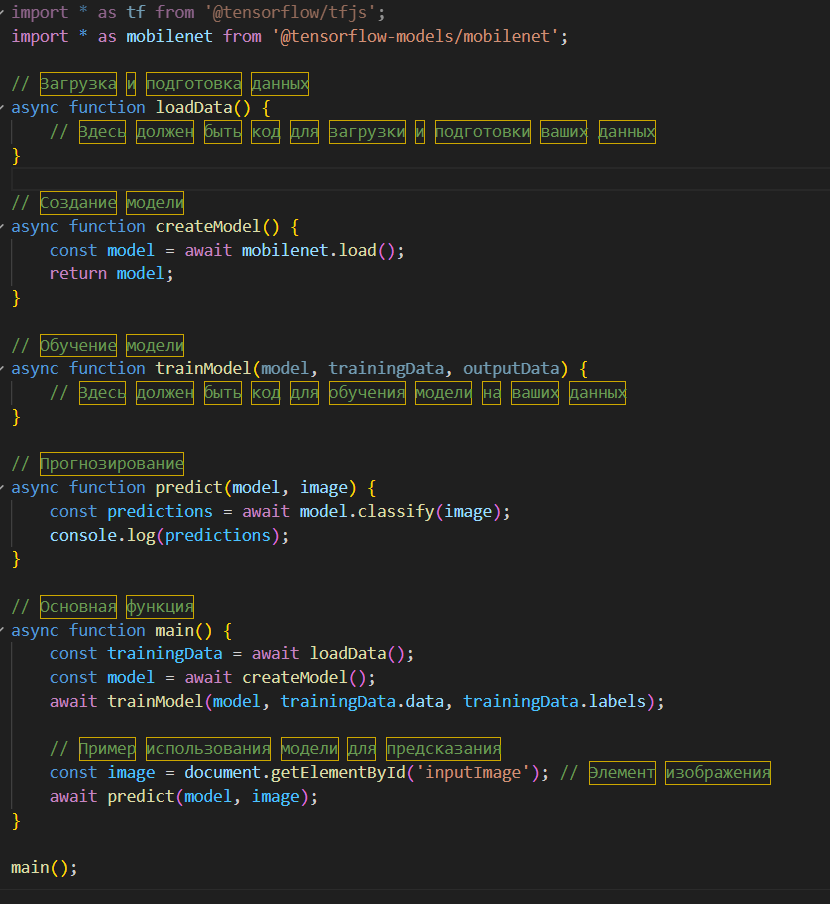 import * as tf from '@tensorflow/tfjs';
import * as mobilenet from '@tensorflow-models/mobilenet';
// Загрузка и подготовка данных
async function loadData() {
// Здесь должен быть код для загрузки и подготовки ваших данных
}
// Создание модели
async function createModel() {
const model = await mobilenet.load();
return model;
}
// Обучение модели
async function trainModel(model, trainingData, outputData) {
// Здесь должен быть код для обучения модели на ваших данных
}
// Прогнозирование
async function predict(model, image) {
const predictions = await model.classify(image);
console.log(predictions);
}
// Основная функция
async function main() {
const trainingData = await loadData();
const model = await createModel();
await trainModel(model, trainingData.data, trainingData.labels);
// Пример использования модели для предсказания
const image = document.getElementById('inputImage'); // Элемент изображения
await predict(model, image);
}
main();